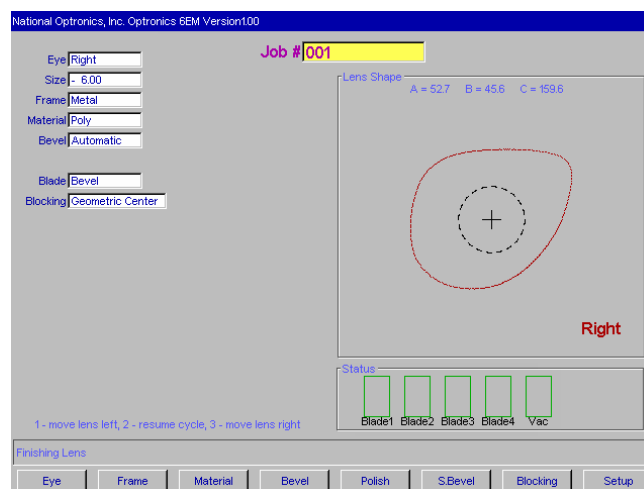 National Optronics, Inc. Optronics 6EM Version1.00
Job # 001
Eye Right
Size - 6.00
Frame Metal
Material Poly
Bevel Automatic
Blade Bevel
Blocking Geometric Center
Lens Shape
A = 52.7 B = 45.6 C = 159.6
Right
Status
Blade1 Blade2 Blade3 Blade4 Vac
1 - move lens left, 2 - resume cycle, 3 - move lens right
Finishing Lens
Eye Frame Material Bevel Polish S.Bevel Blocking Setup